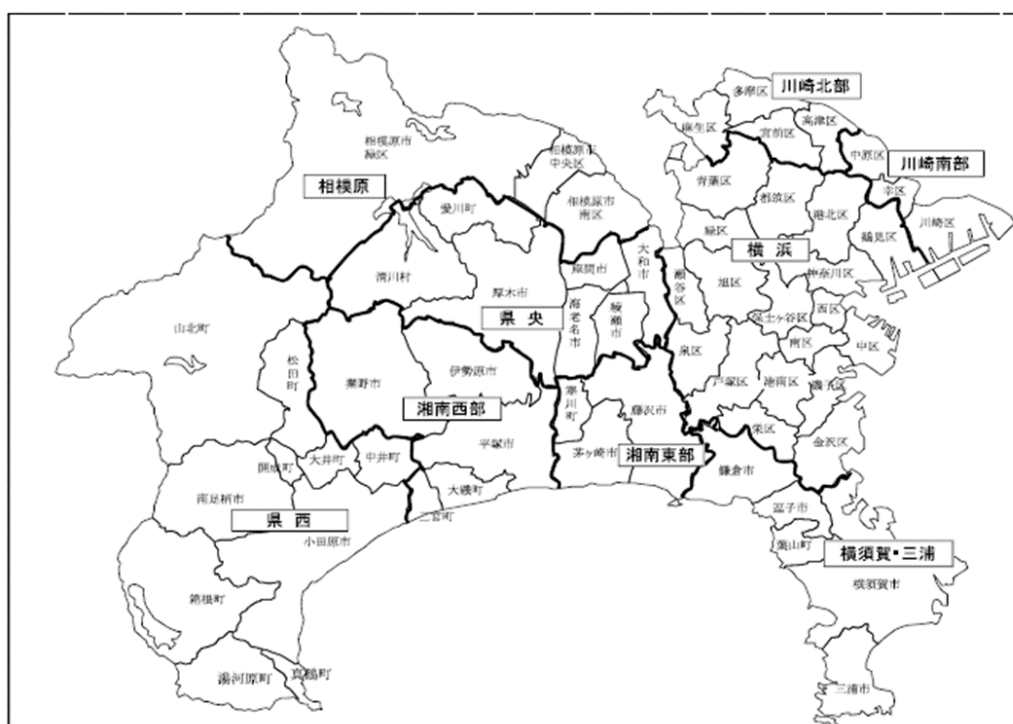 多摩区
川崎北部
麻生区
宮前区
高津区
中原区
川崎南部
幸区
川崎区
相模原市
緑区
相模原市
中央区
相模原
愛川町
相模原市
南区
青葉区
都筑区
港北区
鶴見区
緑区
横浜
大和市
座間市
瀬谷区
旭区
神奈川区
清川村
厚木市
県央
海老名市
綾瀬市
保土ヶ谷区
西区
中区
南区
山北町
松田町
秦野市
伊勢原市
泉区
戸塚区
港南区
磯子区
湘南西部
寒川町
藤沢市
栄区
金沢区
開成町
大井町
中井町
平塚市
茅ヶ崎市
湘南東部
鎌倉市
南足柄市
大磯町
二宮町
逗子市
県西
小田原市
葉山町
横須賀・三浦
横須賀市
箱根町
湯河原町
真鶴町
三浦市